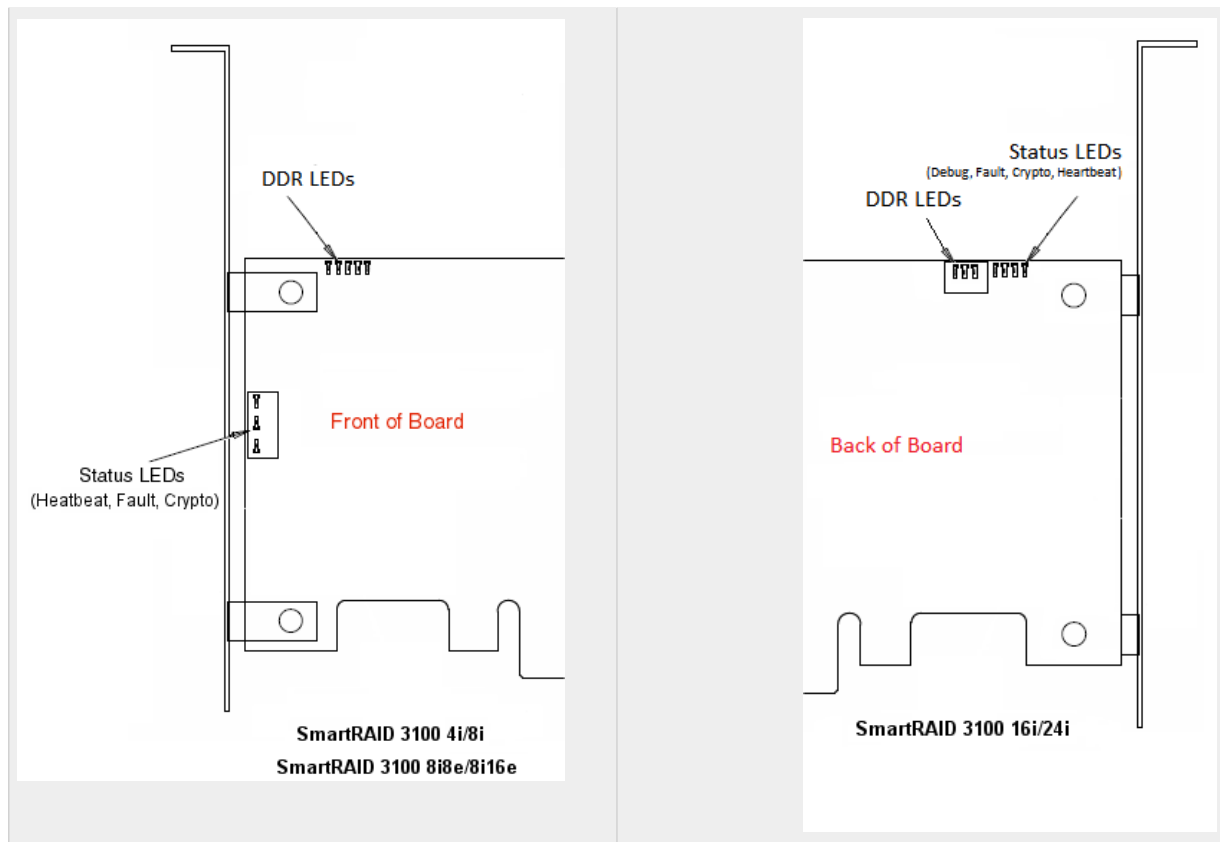 DDR LEDs
Front of Board
Status LEDs
(Heatbeat, Fault, Crypto)
SmartRAID 3100 4i/8i
SmartRAID 3100 8i8e/8i16e
Status LEDs
(Debug, Fault, Crypto, Heartbeat)
DDR LEDs
Back of Board
SmartRAID 3100 16i/24i